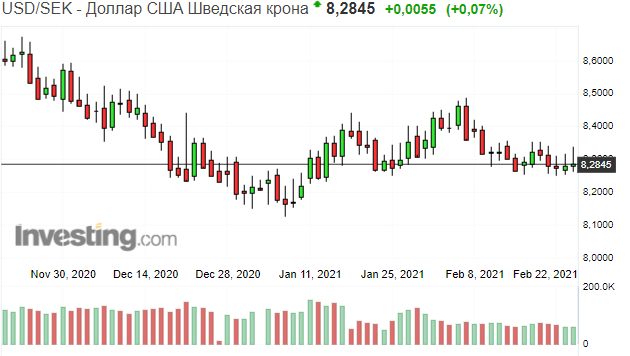 USD/SEK - Доллар США Шведская крона 8,2845 +0,0055 (+0,07%)
8,6000
8,5000
8,4000
8,2845
8,2000
8,1000
8,0000
Investing.com
Nov 30, 2020 Dec 14, 2020 Dec 28, 2020 Jan 11, 2021 Jan 25, 2021 Feb 8, 2021 Feb 22, 2021
200.0K
0